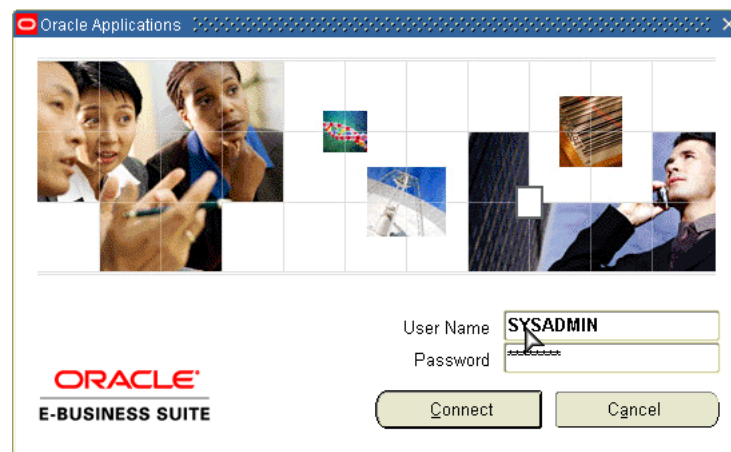 Oracle Applications
User Name SYSADMIN
Password ********
ORACLE®
E-BUSINESS SUITE
Connect Cancel